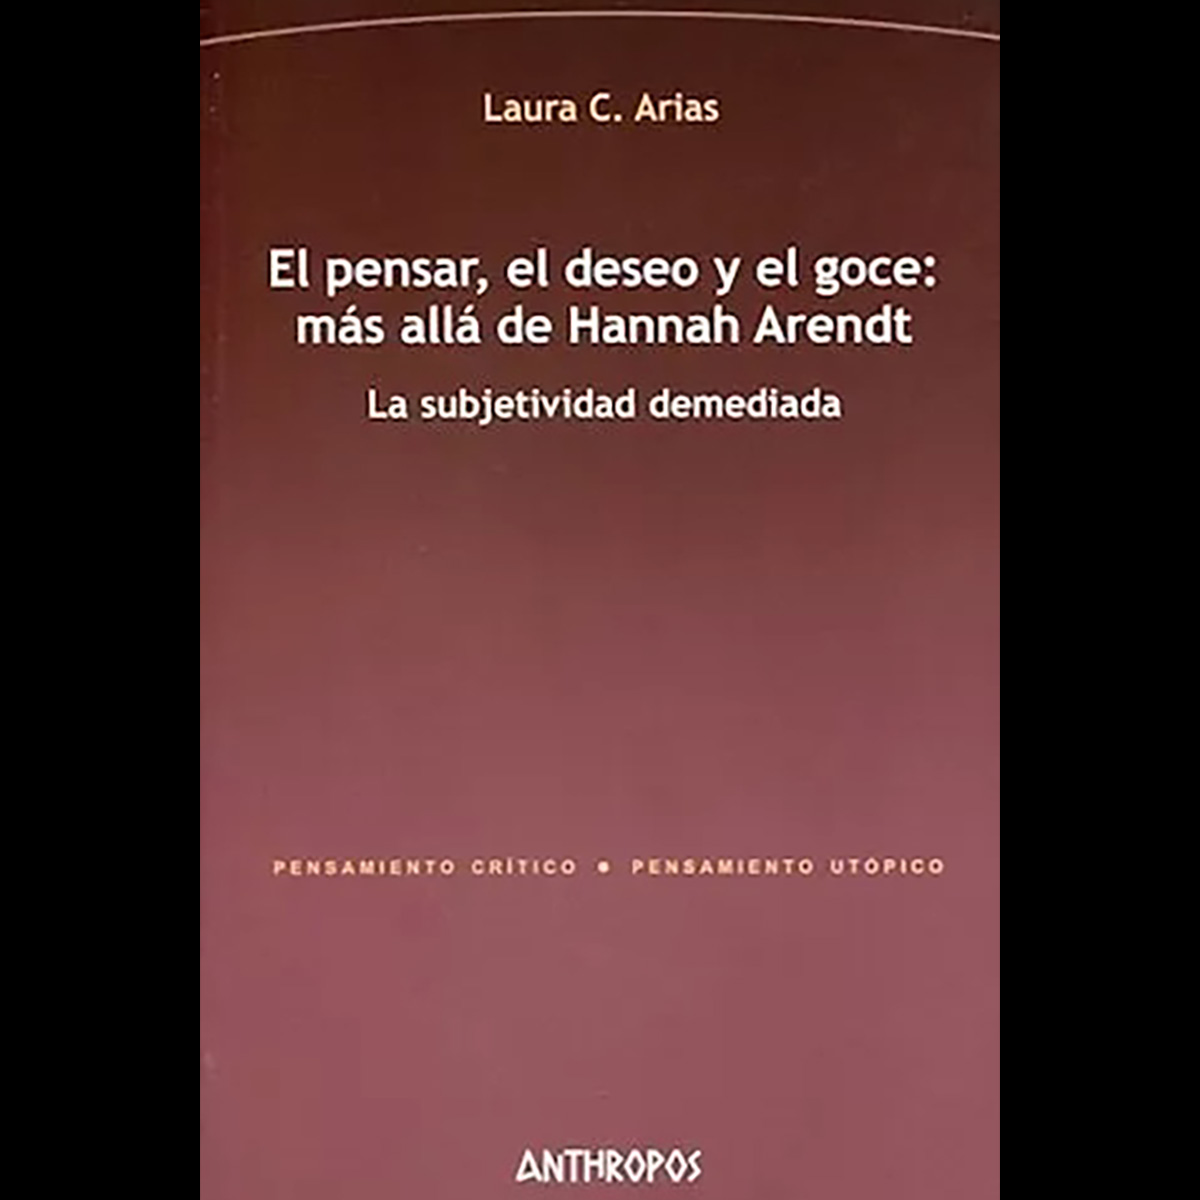 Laura C. Arias
El pensar, el deseo y el goce:
más allá de Hannah Arendt
La subjetividad demediada
PENSAMIENTO CRÍTICO • PENSAMIENTO UTÓPICO
ANTHROPOS